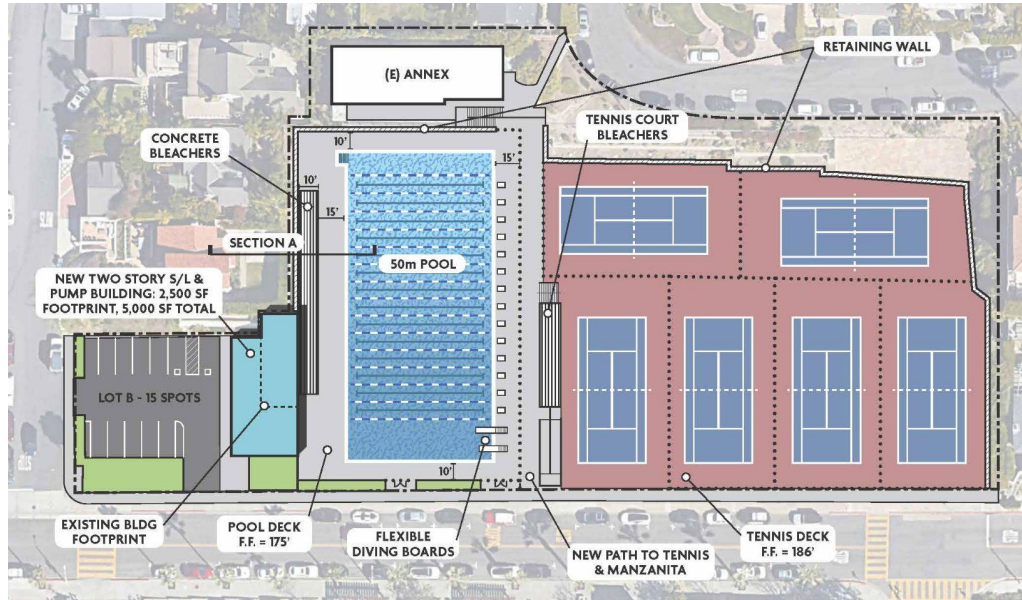 (E) ANNEX
RETAINING WALL
CONCRETE
BLEACHERS
TENNIS COURT
BLEACHERS
10'
15'
10'
15'
SECTION A
50m POOL
NEW TWO STORY S/L &
PUMP BUILDING: 2,500 SF
FOOTPRINT, 5,000 SF TOTAL
LOT B - 15 SPOTS
10'
EXISTING BLDG
FOOTPRINT
POOL DECK
F.F. = 175'
FLEXIBLE
DIVING BOARDS
NEW PATH TO TENNIS
& MANZANITA
TENNIS DECK
F.F. = 186'